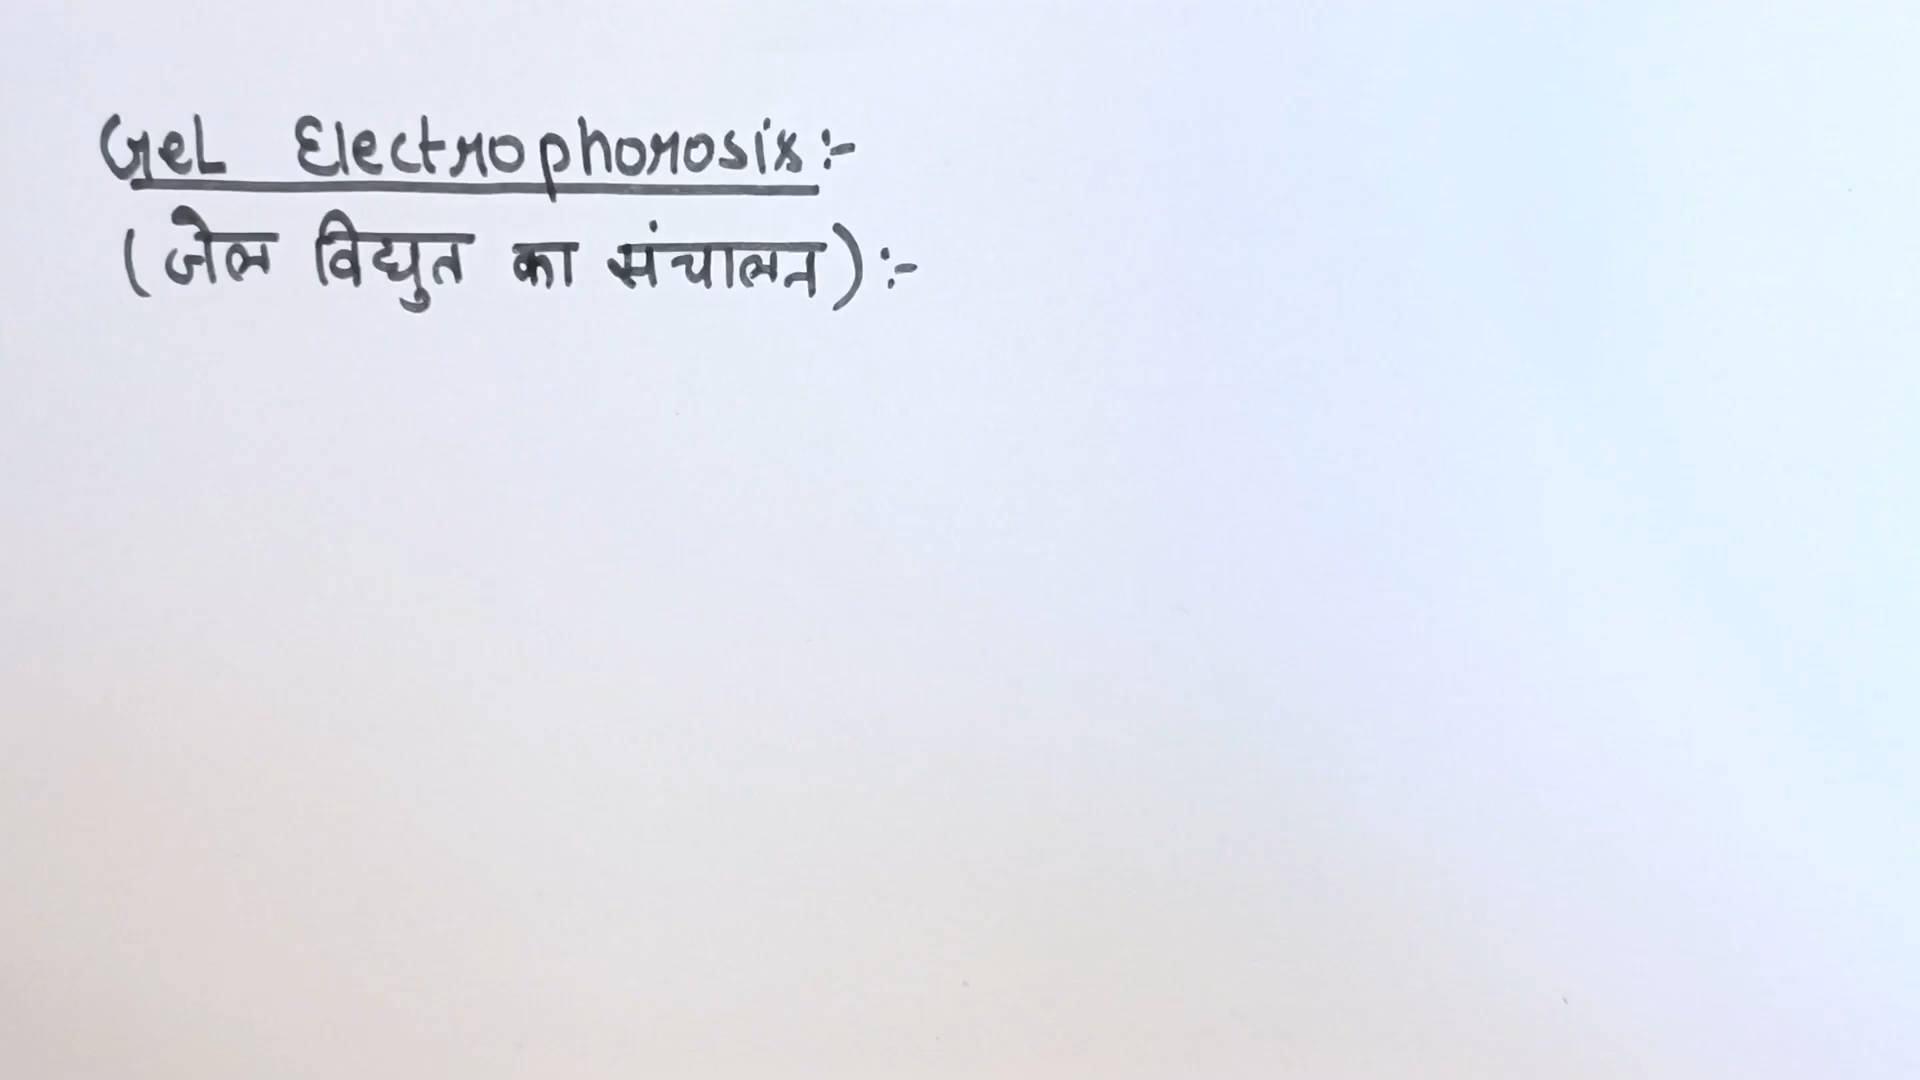 Gel Electrophorosis:-
(जेल विद्युत का संचालन):-